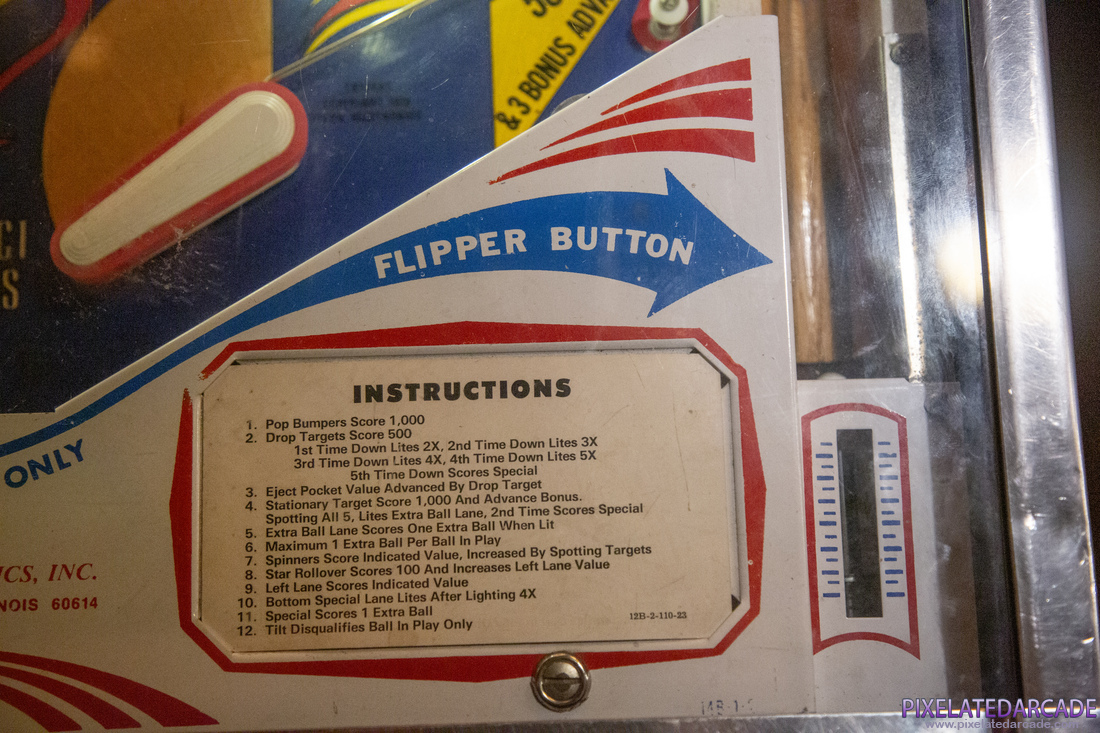 & 3 BONUS ADVA
FLIPPER BUTTON
ONLY
INSTRUCTIONS
1. Pop Bumpers Score 1,000
2. Drop Targets Score 500
1st Time Down Lites 2X, 2nd Time Down Lites 3X
3rd Time Down Lites 4X, 4th Time Down Lites 5X
5th Time Down Scores Special
3. Eject Pocket Value Advanced By Drop Target
4. Stationary Target Score 1,000 And Advance Bonus.
Spotting All 5, Lites Extra Ball Lane, 2nd Time Scores Special
5. Extra Ball Lane Scores One Extra Ball When Lit
6. Maximum 1 Extra Ball Per Ball In Play
7. Spinners Score Indicated Value, Increased By Spotting Targets
8. Star Rollover Scores 100 And Increases Left Lane Value
9. Left Lane Scores Indicated Value
10. Bottom Special Lane Lites After Lighting 4X
11. Special Scores 1 Extra Ball
12. Tilt Disqualifies Ball In Play Only
12B-2-110-23
ICS, INC.
INOIS 60614
PIXELATEDARCADE
www.pixelatedarcade.com